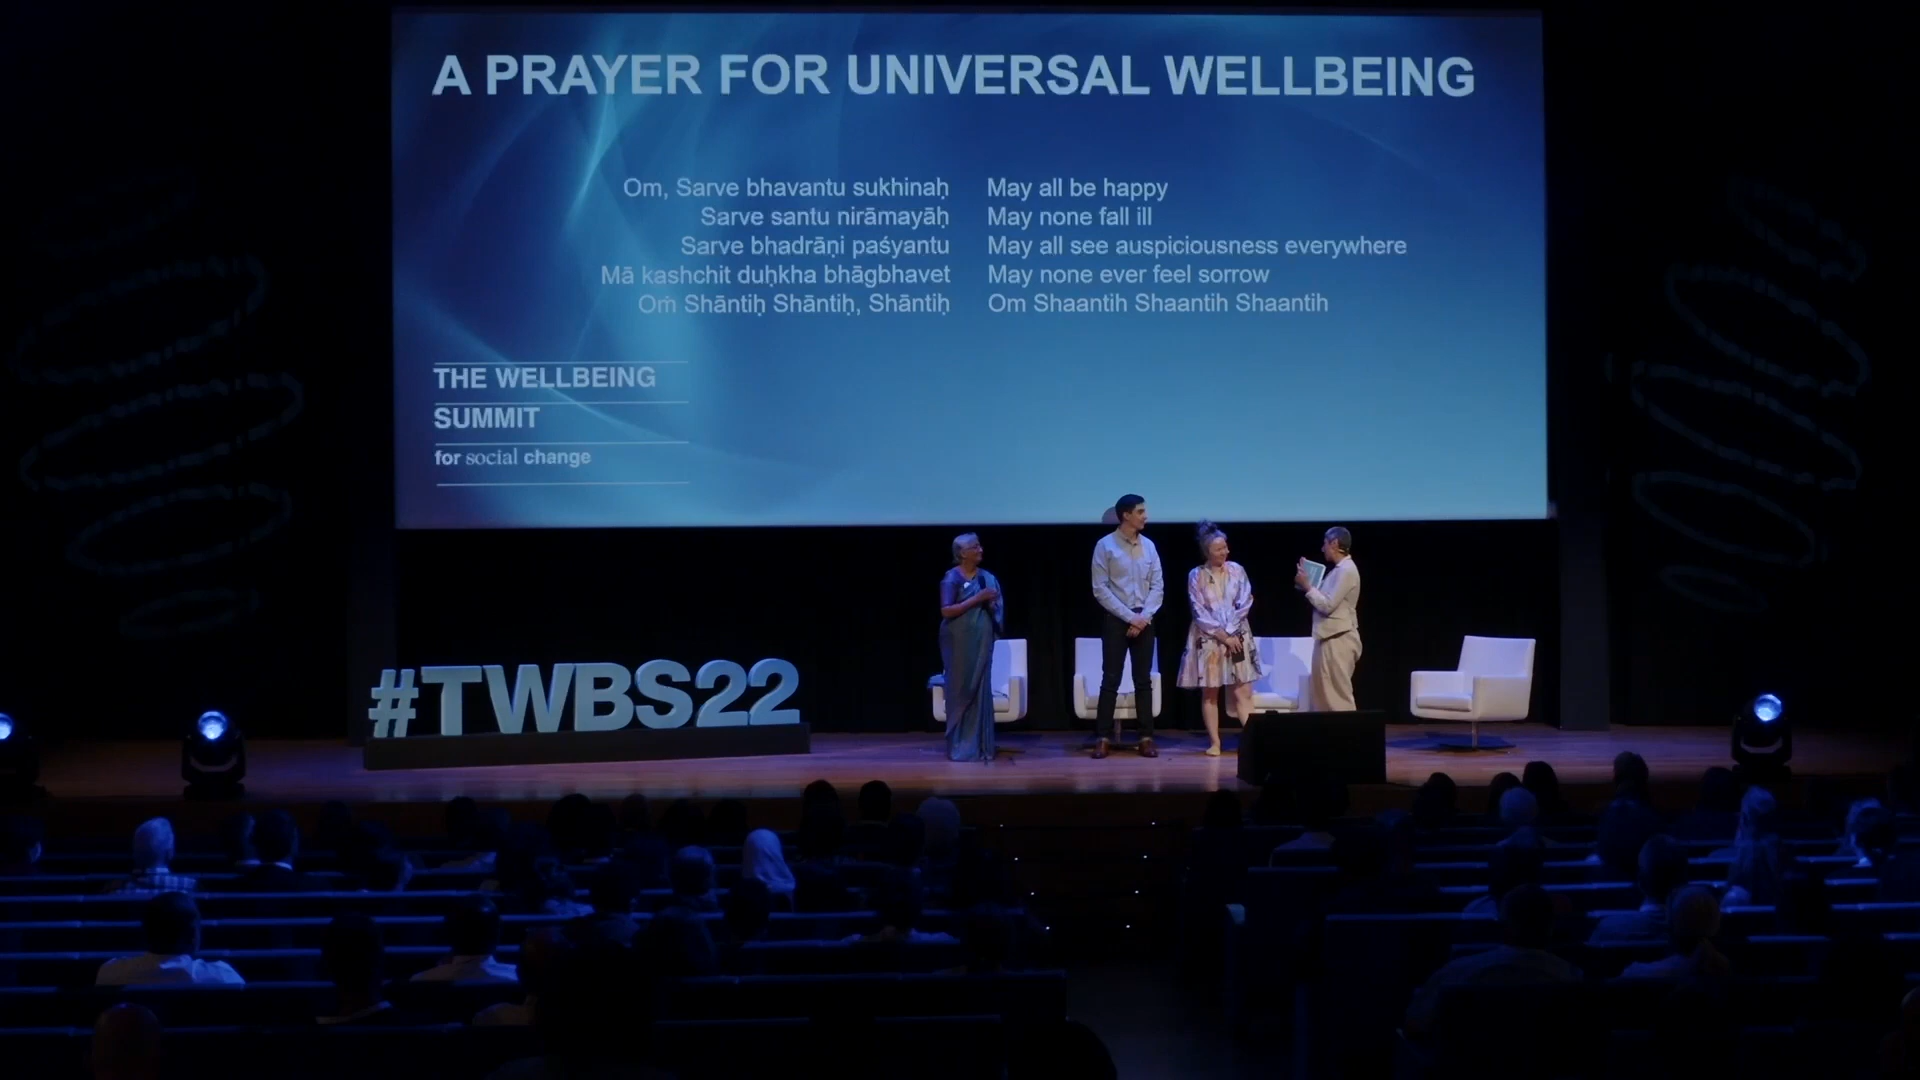 A PRAYER FOR UNIVERSAL WELLBEING
Om, Sarve bhavantu sukhinaḥ
Sarve santu nirāmayāḥ
Sarve bhadrāṇi paśyantu
Mā kashchit duḥkha bhāgbhavet
Oṁ Shāntiḥ Shāntiḥ, Shāntiḥ
May all be happy
May none fall ill
May all see auspiciousness everywhere
May none ever feel sorrow
Om Shaantih Shaantih Shaantih
THE WELLBEING
SUMMIT
for social change
#TWBS22